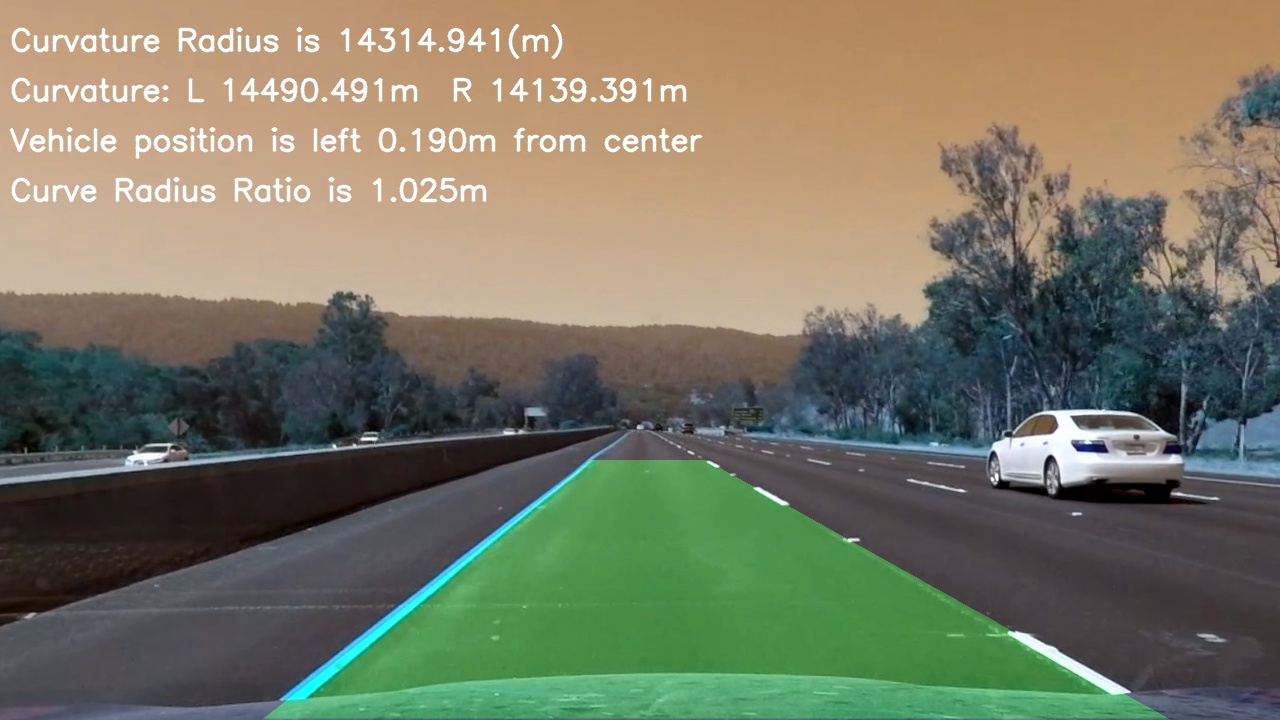 Curvature Radius is 14314.941(m)
Curvature: L 14490.491m R 14139.391m
Vehicle position is left 0.190m from center
Curve Radius Ratio is 1.025m